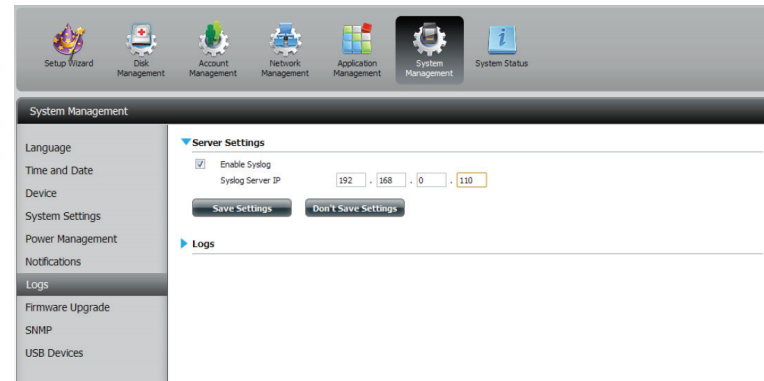 Setup Wizard
Disk
Management
Account
Management
Network
Management
Application
Management
System
Management
System Status
System Management
Language
Time and Date
Device
System Settings
Power Management
Notifications
Logs
Firmware Upgrade
SNMP
USB Devices
Server Settings
Enable Syslog
Syslog Server IP 192 . 168 . 0 . 110
Save Settings Don't Save Settings
Logs